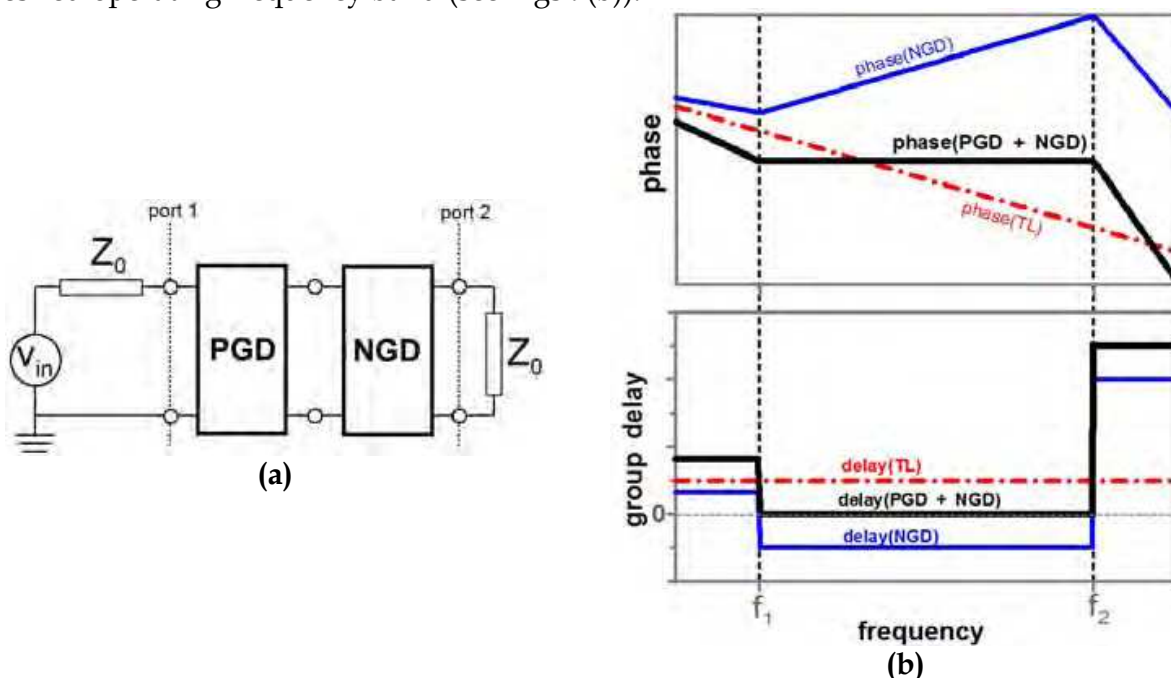 phase(NGD)
phase
phase(PGD + NGD)
phase(TL)
port 1
port 2
Z0
Z0
Vin
PGD
NGD
(a)
group delay
delay(TL)
0
delay(PGD + NGD)
delay(NGD)
f1
f2
frequency
(b)